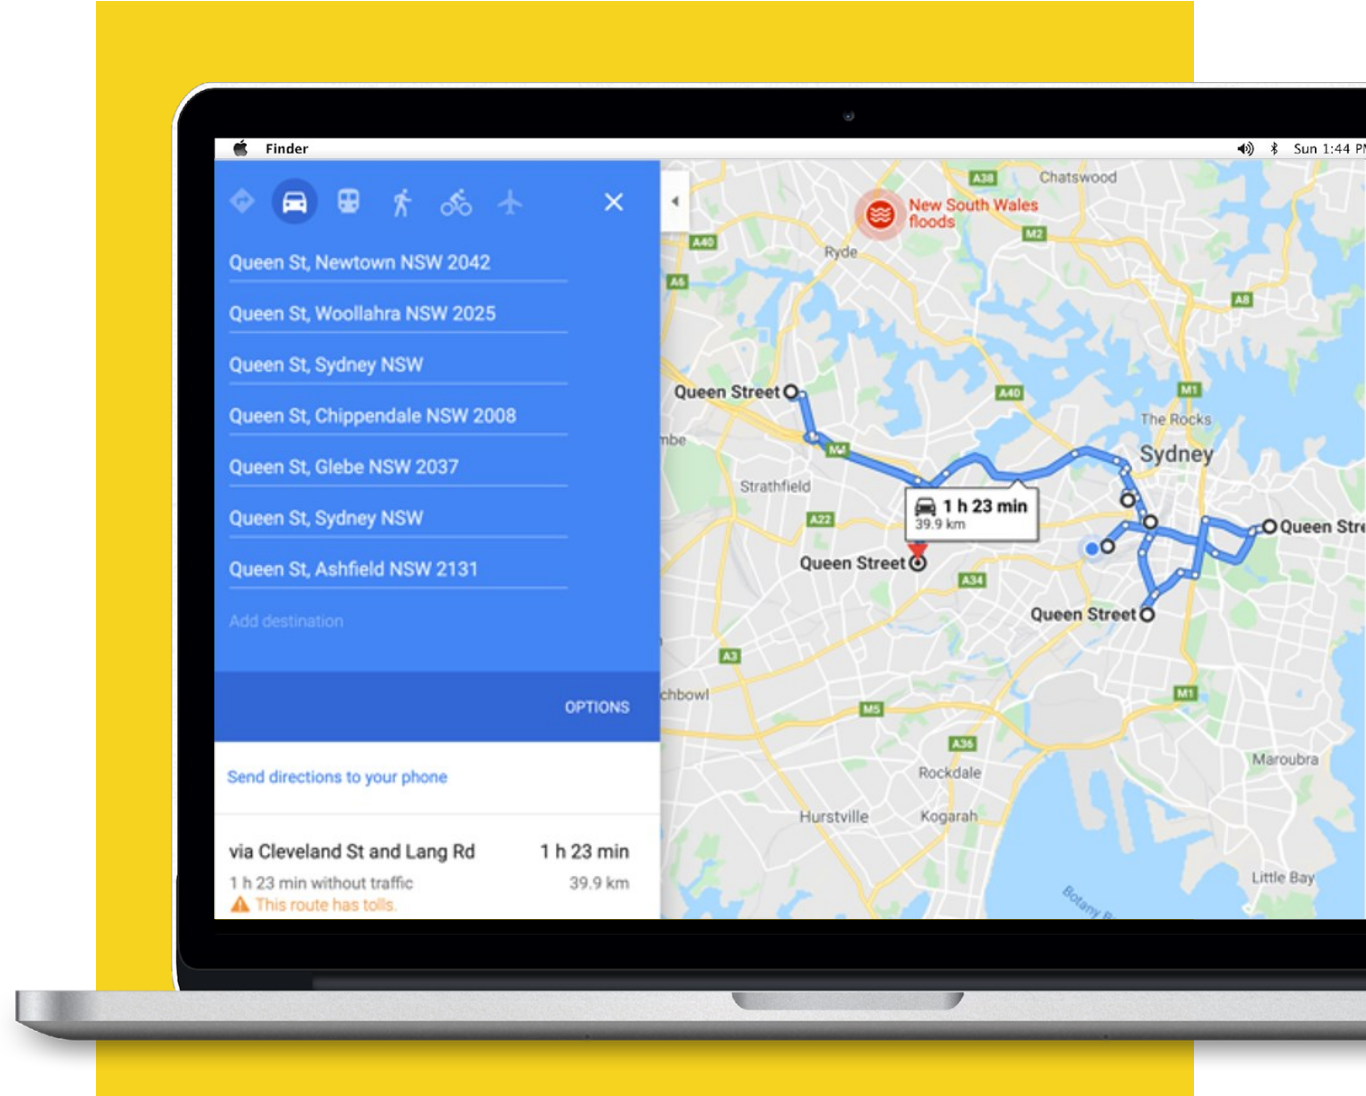 Finder
Sun 1:44 PM
Queen St, Newtown NSW 2042
Queen St, Woollahra NSW 2025
Queen St, Sydney NSW
Queen St, Chippendale NSW 2008
Queen St, Glebe NSW 2037
Queen St, Sydney NSW
Queen St, Ashfield NSW 2131
Add destination
OPTIONS
Send directions to your phone
via Cleveland St and Lang Rd
1 h 23 min
1 h 23 min without traffic
39.9 km
This route has tolls.
A38
Chatswood
New South Wales
floods
M2
A40
Ryde
A6
A8
Queen Street
A40
M1
The Rocks
mbe
M4
Sydney
Strathfield
1 h 23 min
39.9 km
A22
Queen Stre
Queen Street
A34
Queen Street
A3
chbowl
M1
M5
A36
Rockdale
Maroubra
Hurstville
Kogarah
Little Bay
Botany B